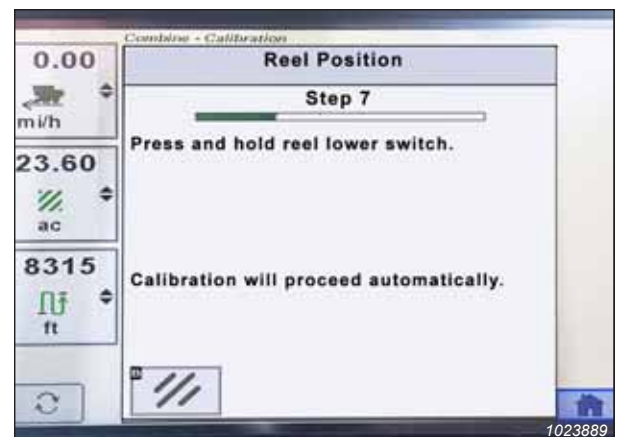 Combine - Calibration
Reel Position
Step 7
Press and hold reel lower switch.
Calibration will proceed automatically.
0.00
mi/h
23.60
ac
8315
ft
1023889